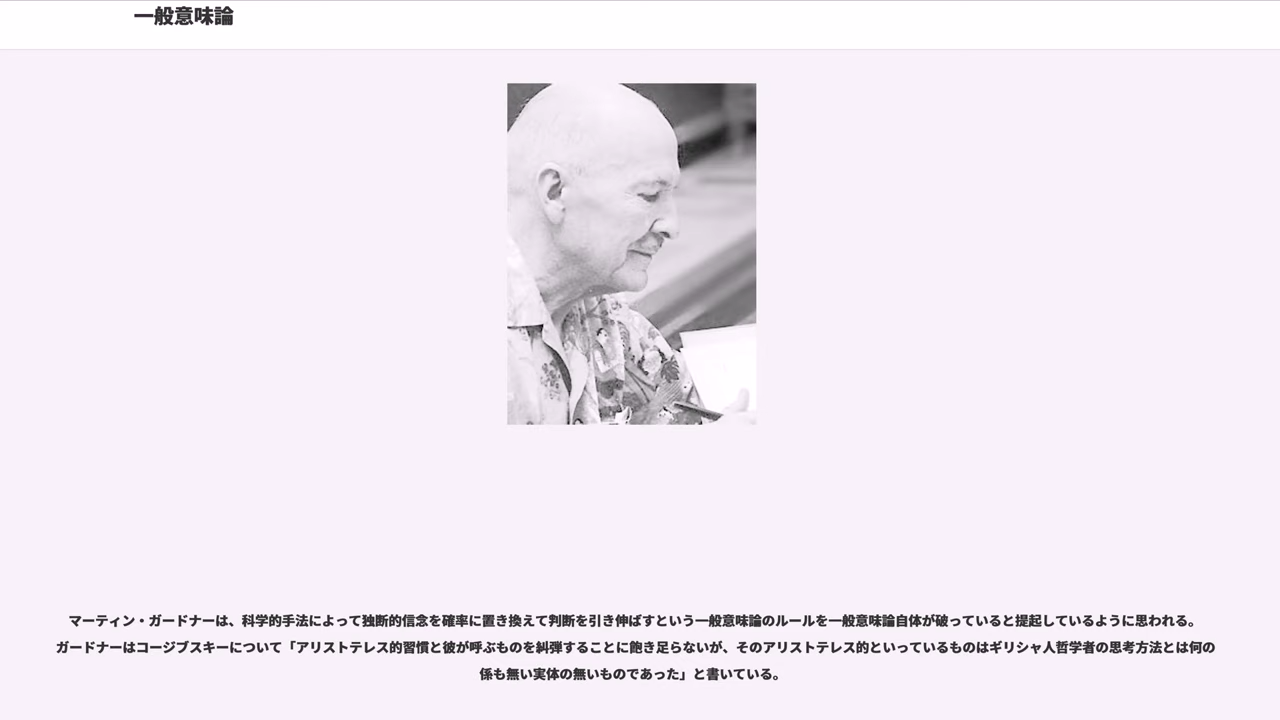 一般意味論
マーティン・ガードナーは、科学的手法によって独断的信念を確率に置き換えて判断を引き伸ばすという一般意味論のルールを一般意味論自体が破っていると提起しているように思われる。
ガードナーはコージブスキーについて「アリストテレス的習慣と彼が呼ぶものを糾弾することに飽き足らないが、そのアリストテレス的といっているものはギリシャ人哲学者の思考方法とは何の
係も無い実体の無いものであった」と書いている。